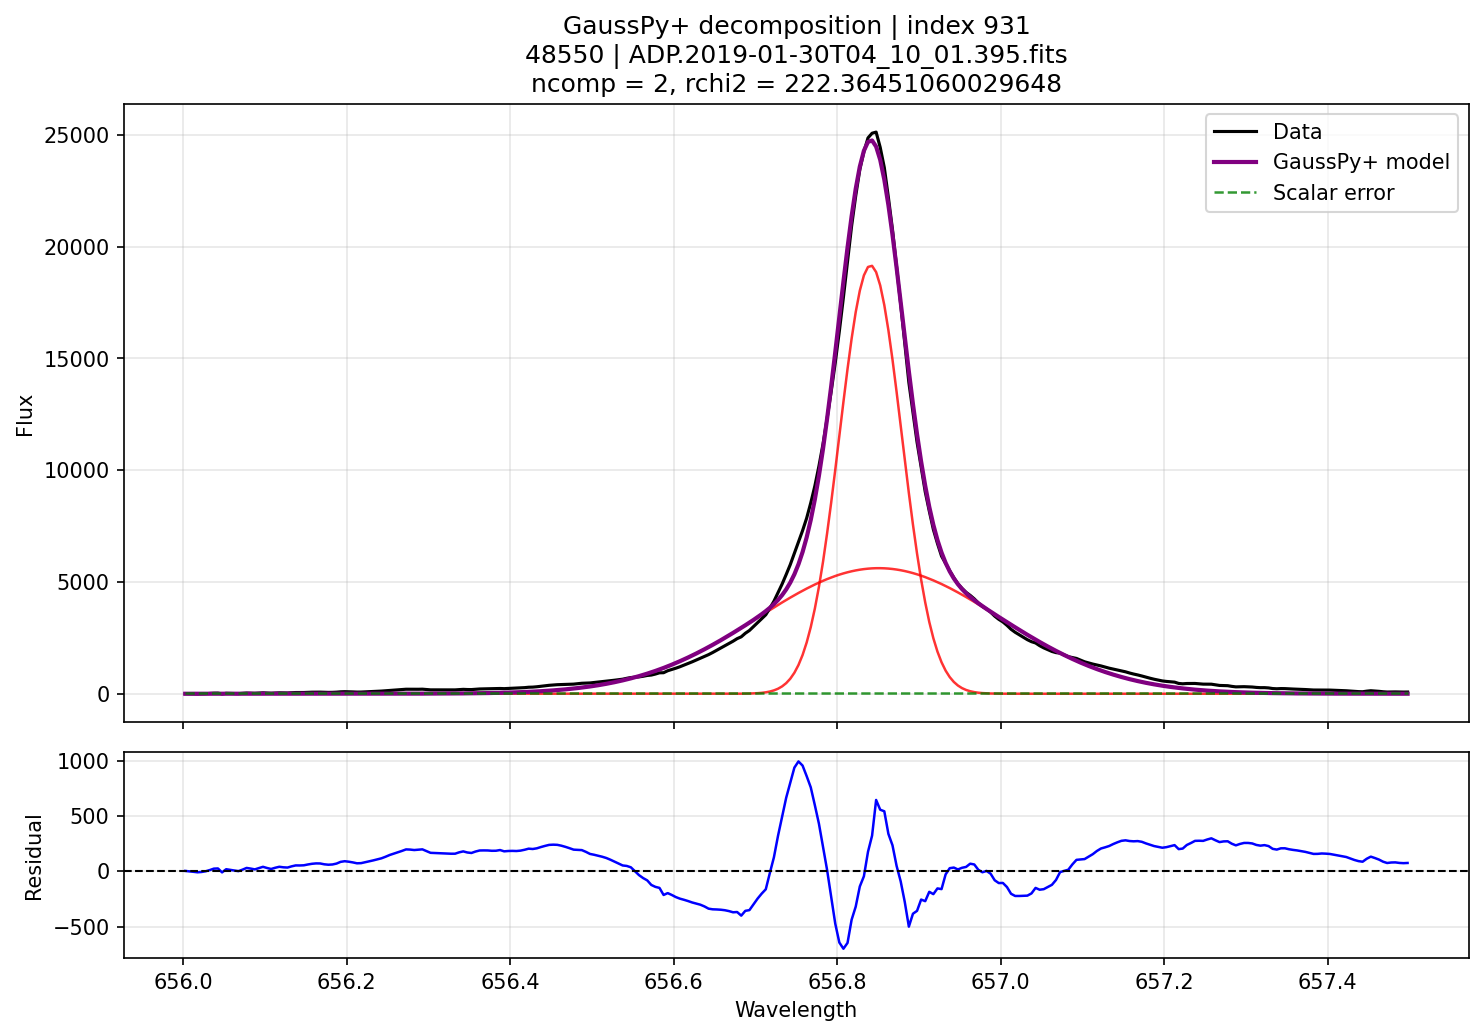 GaussPy+ decomposition | index 931
48550 | ADP.2019-01-30T04_10_01.395.fits
ncomp = 2, rchi2 = 222.36451060029648
Data
GaussPy+ model
Scalar error
Flux
25000
20000
15000
10000
5000
0
Residual
1000
500
0
−500
656.0 656.2 656.4 656.6 656.8 657.0 657.2 657.4
Wavelength